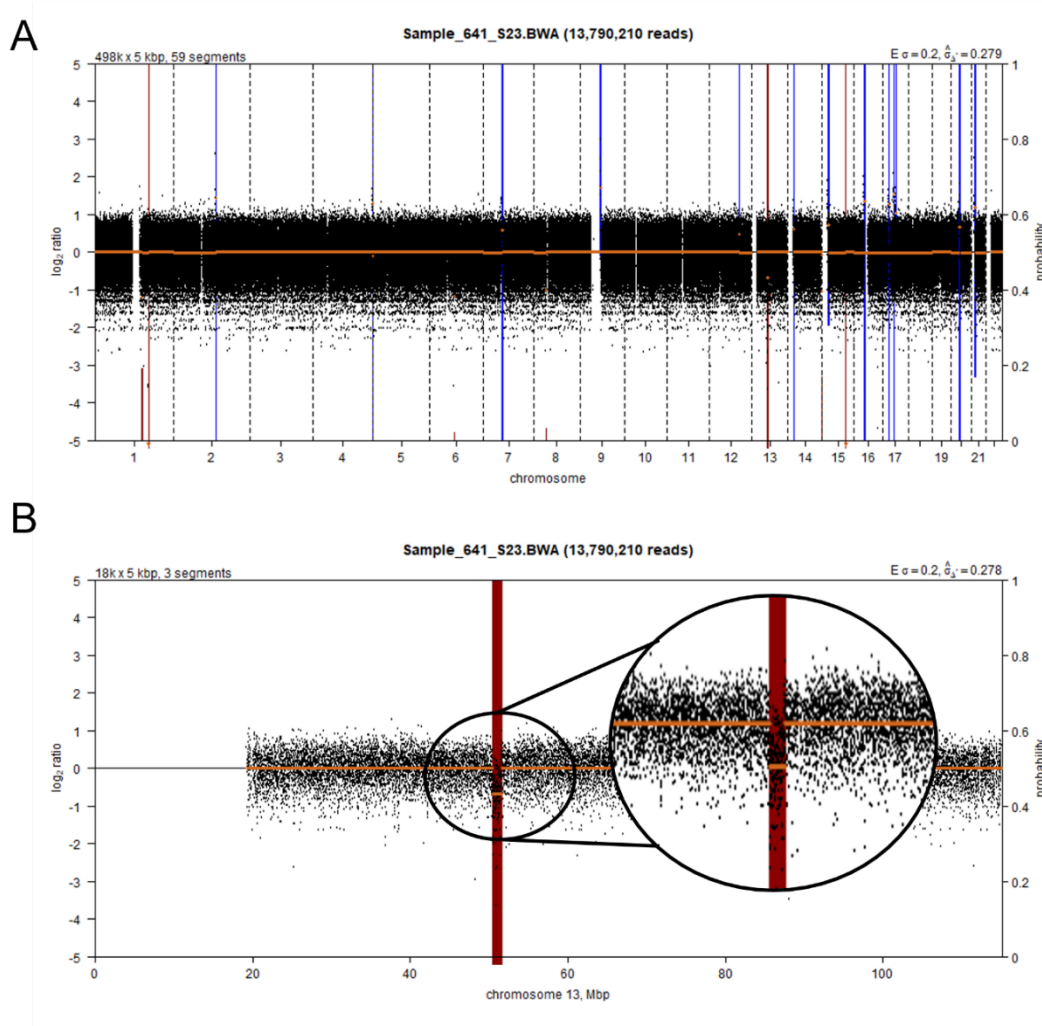 A
Sample_641_S23.BWA (13,790,210 reads)
498k x 5 kbp, 59 segments
E σ = 0.2, σ̂Δ' = 0.279
5
4
3
2
1
0
-1
-2
-3
-4
-5
log2 ratio
1
0.8
0.6
0.4
0.2
0
probability
1 2 3 4 5 6 7 8 9 10 11 12 13 14 15 16 17 19 21
chromosome
B
Sample_641_S23.BWA (13,790,210 reads)
18k x 5 kbp, 3 segments
E σ = 0.2, σ̂Δ' = 0.278
5
4
3
2
1
0
-1
-2
-3
-4
-5
log2 ratio
1
0.8
0.6
0.4
0.2
0
probability
0 20 40 60 80 100
chromosome 13, Mbp